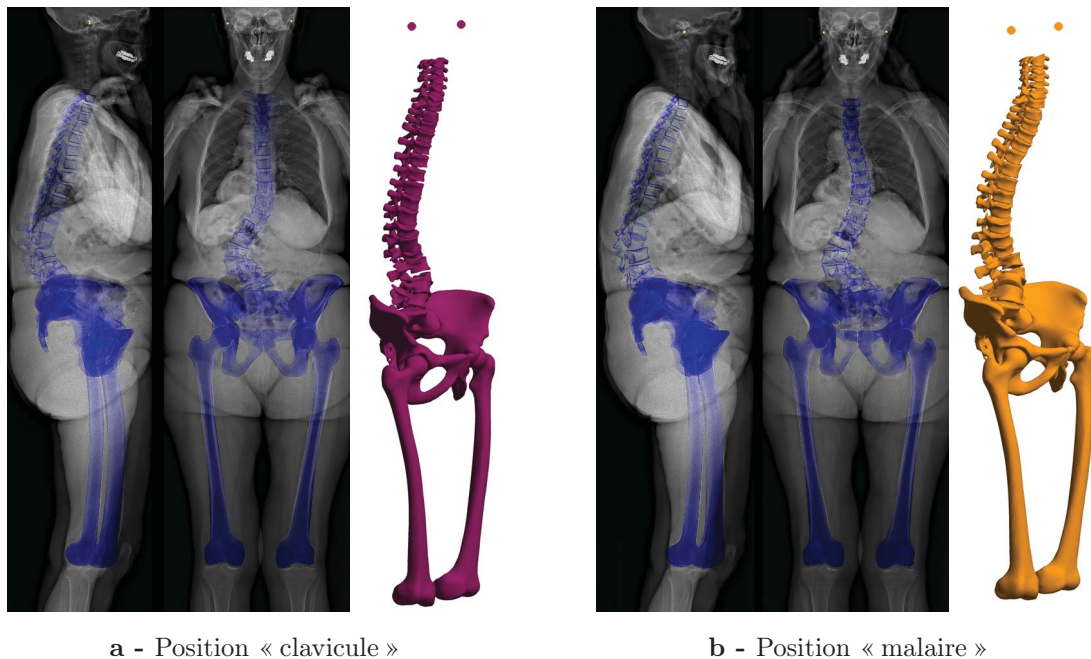 a - Position « clavicule »
b - Position « malaire »